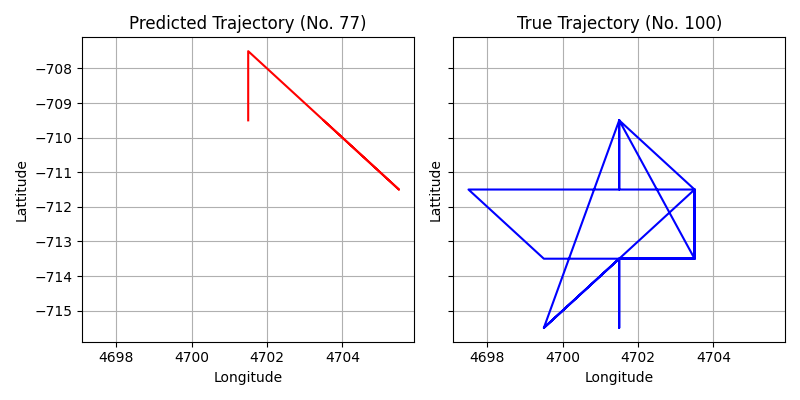 Predicted Trajectory (No. 77)
True Trajectory (No. 100)
Lattitude
−708
−709
−710
−711
−712
−713
−714
−715
4698
4700
4702
4704
Longitude
Lattitude
4698
4700
4702
4704
Longitude